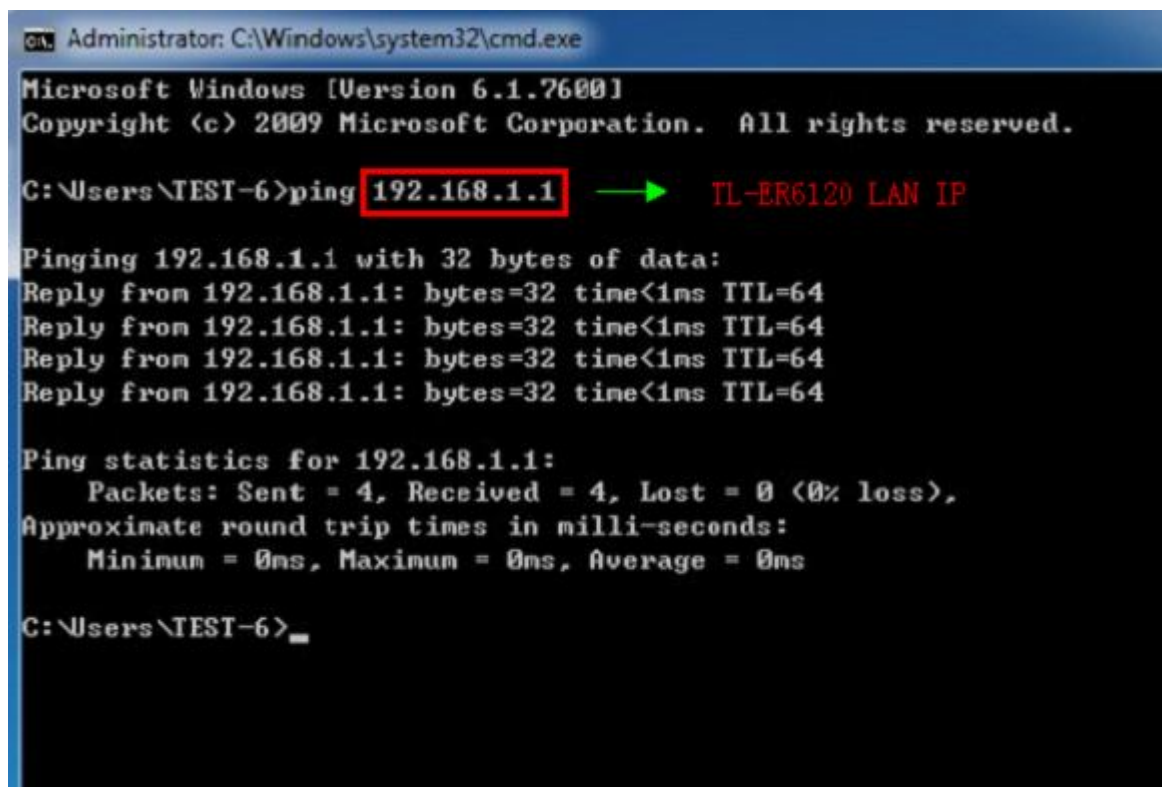 Administrator: C:\Windows\system32\cmd.exe
Microsoft Windows [Version 6.1.7600]
Copyright (c) 2009 Microsoft Corporation.  All rights reserved.
C:\Users\TEST-6>ping 192.168.1.1 TL-ER6120 LAN IP
Pinging 192.168.1.1 with 32 bytes of data:
Reply from 192.168.1.1: bytes=32 time<1ms TTL=64
Reply from 192.168.1.1: bytes=32 time<1ms TTL=64
Reply from 192.168.1.1: bytes=32 time<1ms TTL=64
Reply from 192.168.1.1: bytes=32 time<1ms TTL=64
Ping statistics for 192.168.1.1:
    Packets: Sent = 4, Received = 4, Lost = 0 (0% loss),
Approximate round trip times in milli-seconds:
    Minimum = 0ms, Maximum = 0ms, Average = 0ms
C:\Users\TEST-6>_